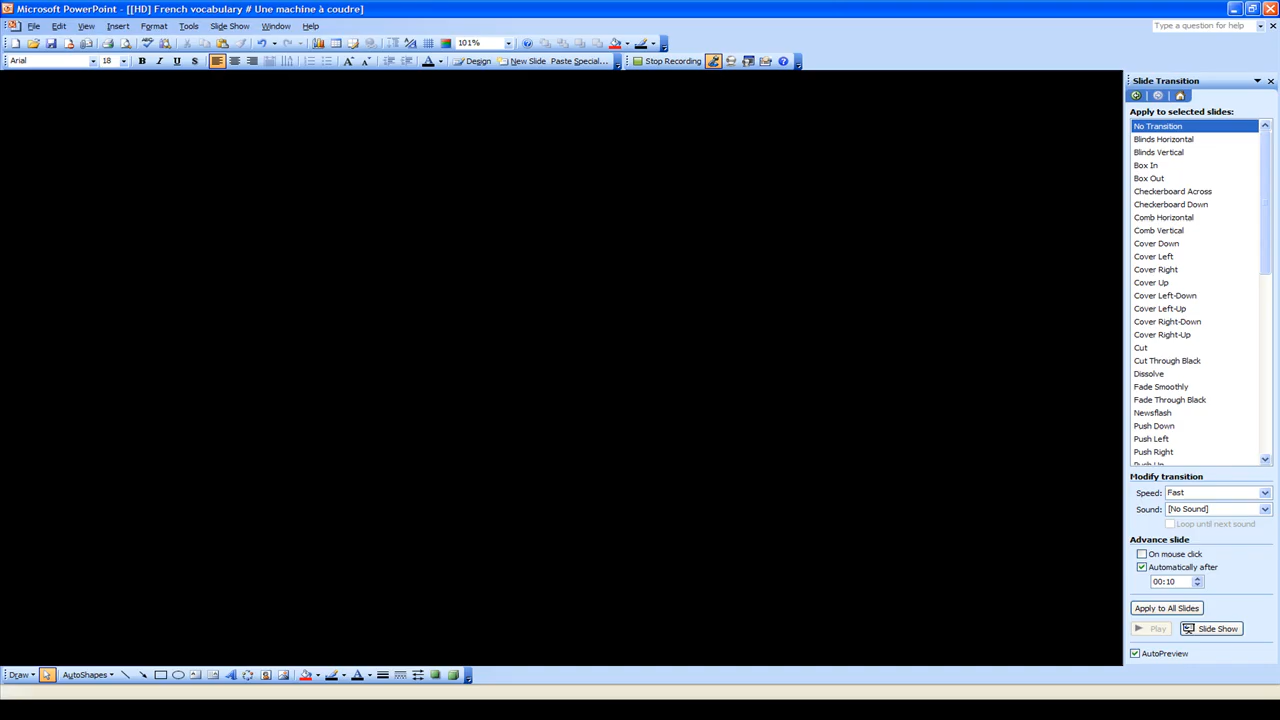 Microsoft PowerPoint - [[HD] French vocabulary # Une machine à coudre]
File Edit View Insert Format Tools Slide Show Window Help
Type a question for help
101%
Arial 18 B I U S A A A Design New Slide Paste Special... Stop Recording
Slide Transition
Apply to selected slides:
No Transition
Blinds Horizontal
Blinds Vertical
Box In
Box Out
Checkerboard Across
Checkerboard Down
Comb Horizontal
Comb Vertical
Cover Down
Cover Left
Cover Right
Cover Up
Cover Left-Down
Cover Left-Up
Cover Right-Down
Cover Right-Up
Cut
Cut Through Black
Dissolve
Fade Smoothly
Fade Through Black
Newsflash
Push Down
Push Left
Push Right
Push Up
Modify transition
Speed: Fast
Sound: [No Sound]
Loop until next sound
Advance slide
On mouse click
Automatically after
00:10
Apply to All Slides
Play Slide Show
AutoPreview
Draw AutoShapes